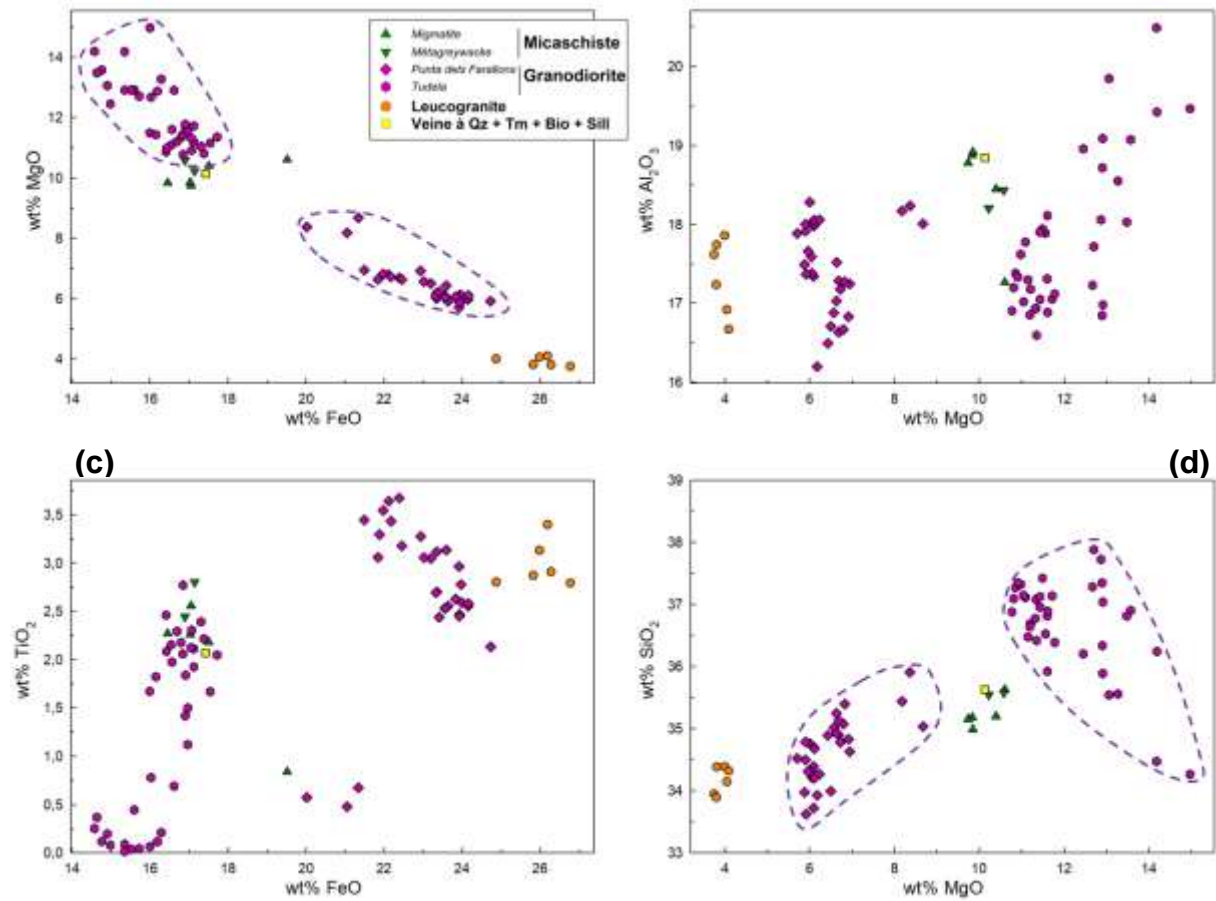 wt% MgO
14
12
10
8
6
4
14 16 18 20 22 24 26 28
wt% FeO
Migmatite
Métagreywacke
Micaschiste
Punta dels Farallons
Tudela
Granodiorite
Leucogranite
Veine à Qz + Tm + Bio + Sill
wt% Al2O3
20
19
18
17
16
4 6 8 10 12 14
wt% MgO
(c)
wt% TiO2
3,5
3,0
2,5
2,0
1,5
1,0
0,5
0,0
14 16 18 20 22 24 26 28
wt% FeO
(d)
wt% SiO2
39
38
37
36
35
34
33
4 6 8 10 12 14
wt% MgO